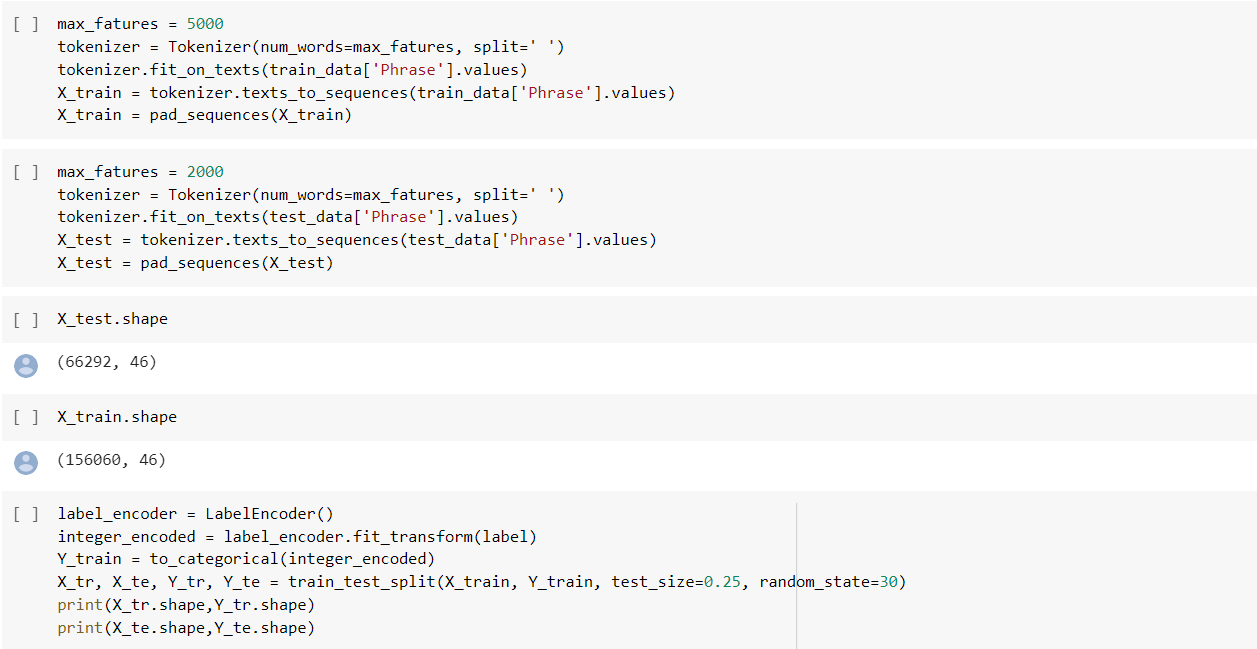 [ ] max_fatures = 5000
tokenizer = Tokenizer(num_words=max_fatures, split=' ')
tokenizer.fit_on_texts(train_data['Phrase'].values)
X_train = tokenizer.texts_to_sequences(train_data['Phrase'].values)
X_train = pad_sequences(X_train)
[ ] max_fatures = 2000
tokenizer = Tokenizer(num_words=max_fatures, split=' ')
tokenizer.fit_on_texts(test_data['Phrase'].values)
X_test = tokenizer.texts_to_sequences(test_data['Phrase'].values)
X_test = pad_sequences(X_test)
[ ] X_test.shape
(66292, 46)
[ ] X_train.shape
(156060, 46)
[ ] label_encoder = LabelEncoder()
integer_encoded = label_encoder.fit_transform(label)
Y_train = to_categorical(integer_encoded)
X_tr, X_te, Y_tr, Y_te = train_test_split(X_train, Y_train, test_size=0.25, random_state=30)
print(X_tr.shape,Y_tr.shape)
print(X_te.shape,Y_te.shape)